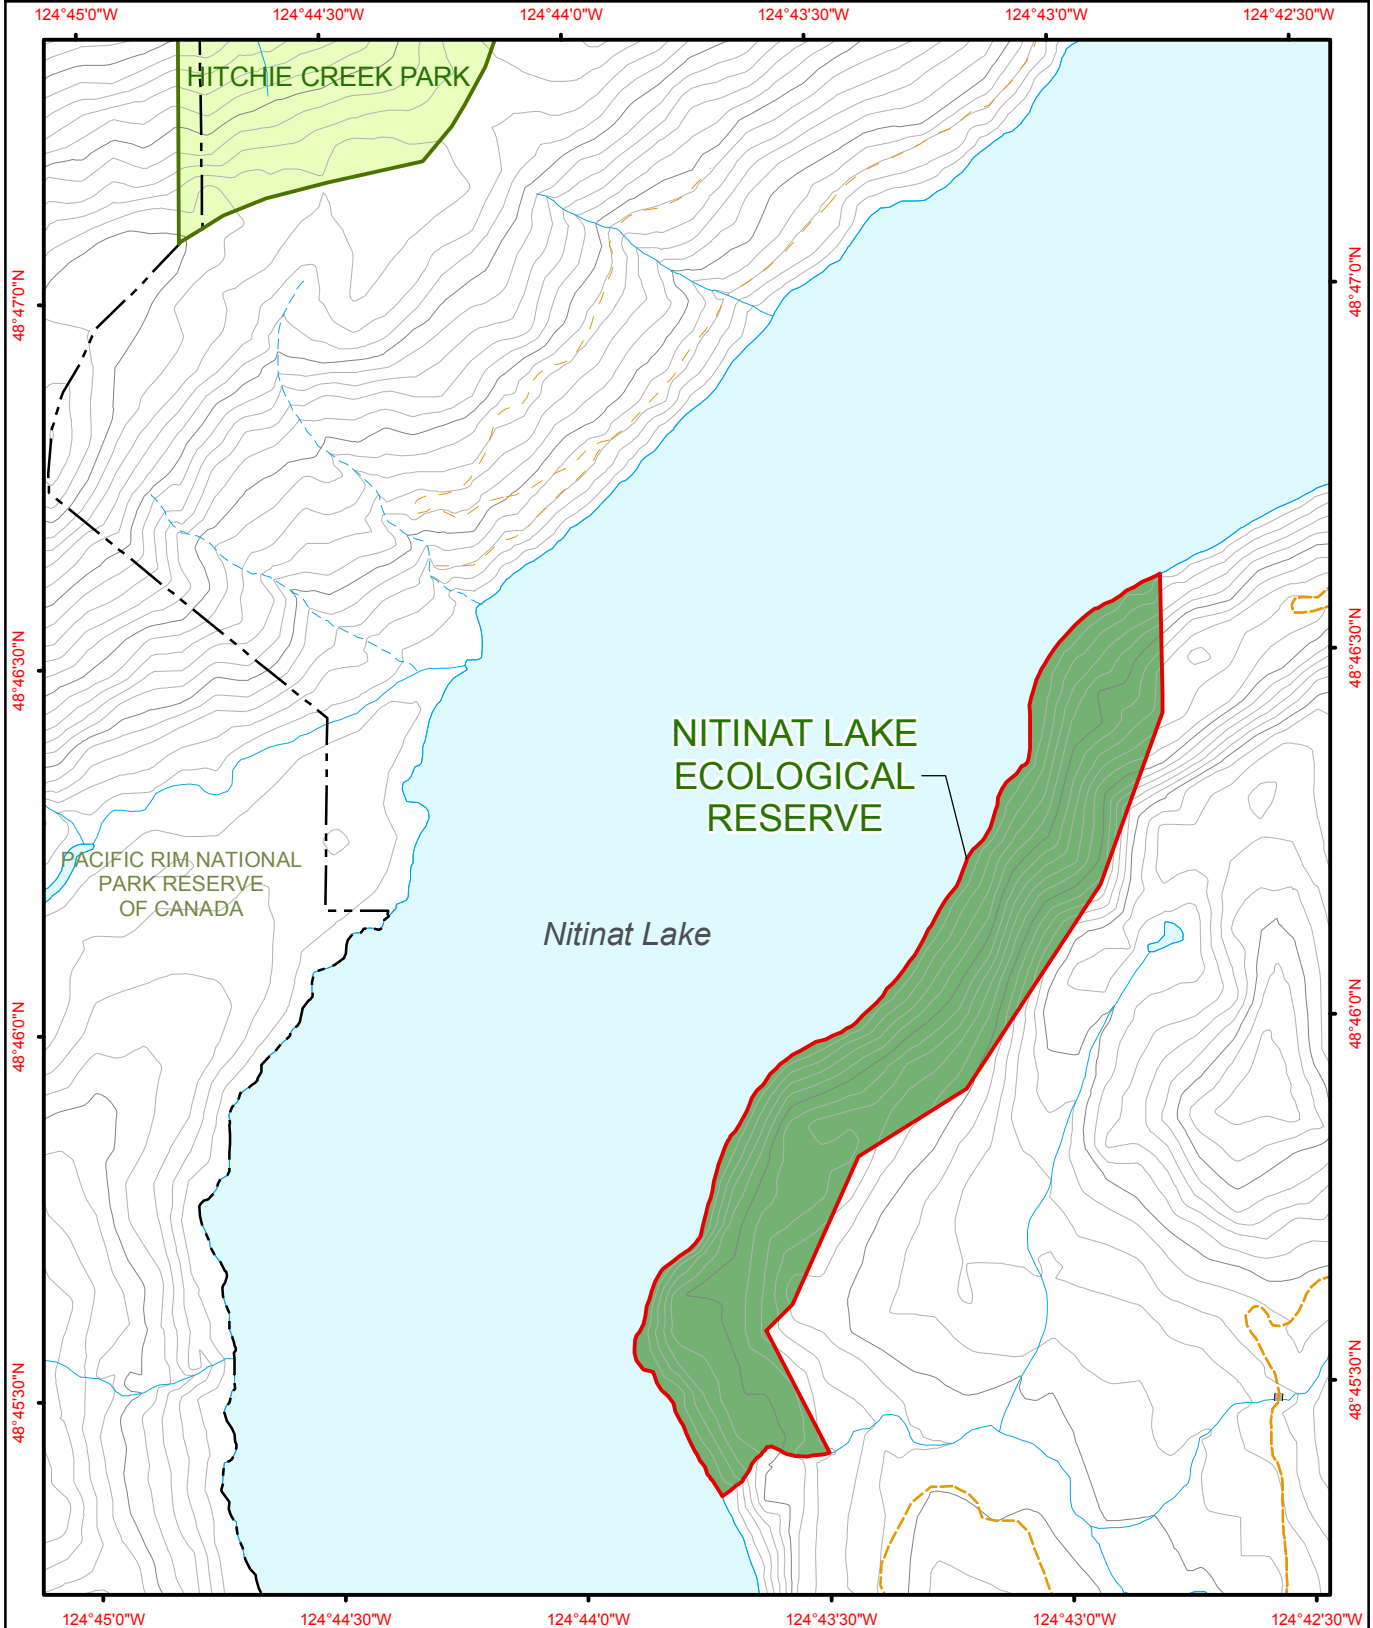 124°45'0"W
124°44'30"W
124°44'0"W
124°43'30"W
124°43'0"W
124°42'30"W
HITCHIE CREEK PARK
48°47'0"N
48°47'0"N
48°46'30"N
48°46'30"N
NITINAT LAKE
ECOLOGICAL
RESERVE
PACIFIC RIM NATIONAL
PARK RESERVE
OF CANADA
Nitinat Lake
48°46'0"N
48°46'0"N
48°45'30"N
48°45'30"N
124°45'0"W
124°44'30"W
124°44'0"W
124°43'30"W
124°43'0"W
124°42'30"W